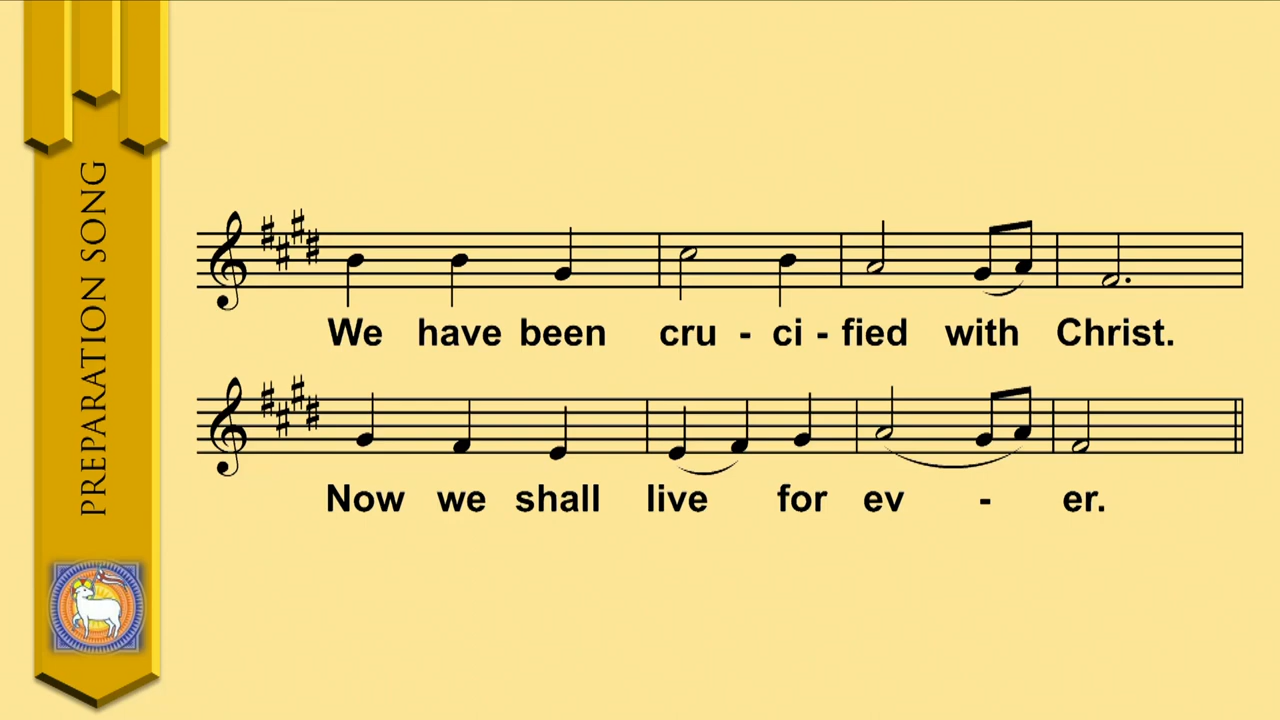 PREPARATION SONG
We have been cru - ci - fied with Christ.
Now we shall live for ev - er.